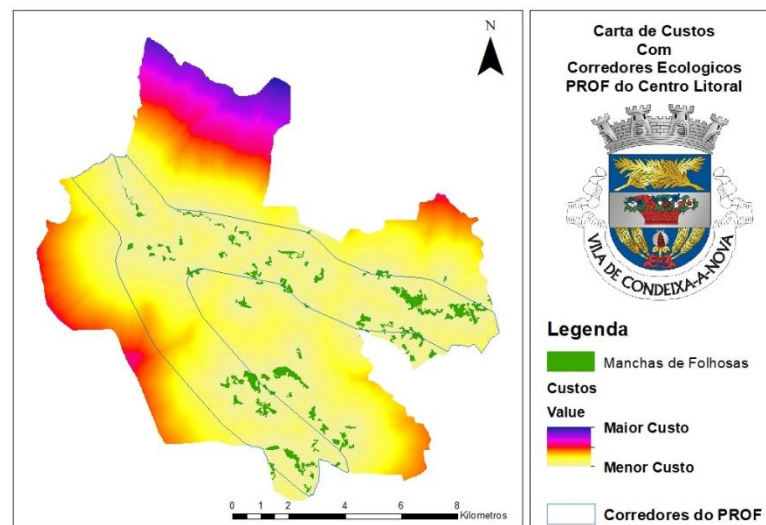 N
Carta de Custos
Com
Corredores Ecologicos
PROF do Centro Litoral
VILA DE CONDEIXA-A-NOVA
Legenda
Manchas de Folhosas
Custos
Value
Maior Custo
Menor Custo
Corredores do PROF
0 1 2 4 6 8
Kilometros